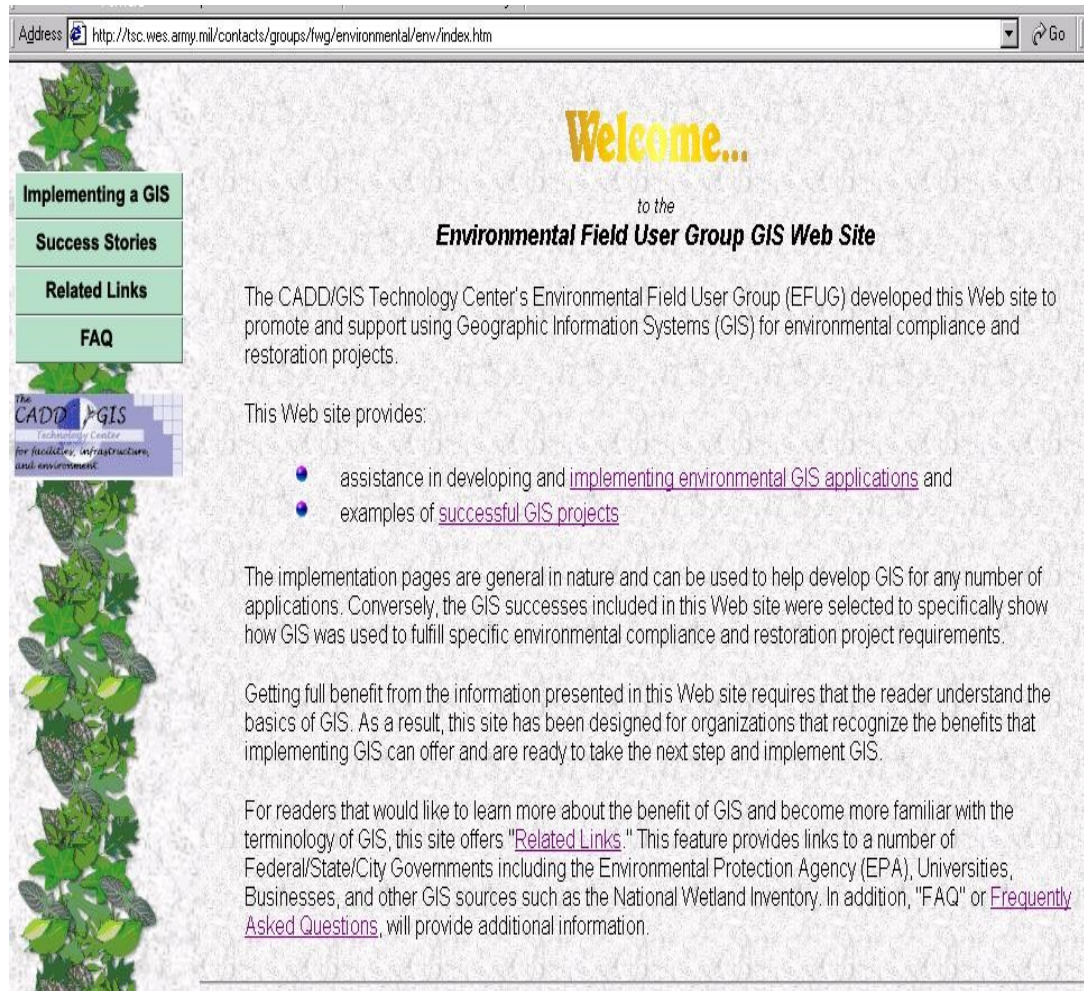 Address http://tsc.wes.army.mil/contacts/groups/fwg/environmental/env/index.htm Go
Welcome...
to the
Environmental Field User Group GIS Web Site
Implementing a GIS
Success Stories
Related Links
FAQ
The
CADD GIS
Technology Center
for facilities, infrastructure,
and environment
The CADD/GIS Technology Center's Environmental Field User Group (EFUG) developed this Web site to
promote and support using Geographic Information Systems (GIS) for environmental compliance and
restoration projects.
This Web site provides:
assistance in developing and implementing environmental GIS applications and
examples of successful GIS projects
The implementation pages are general in nature and can be used to help develop GIS for any number of
applications. Conversely, the GIS successes included in this Web site were selected to specifically show
how GIS was used to fulfill specific environmental compliance and restoration project requirements.
Getting full benefit from the information presented in this Web site requires that the reader understand the
basics of GIS. As a result, this site has been designed for organizations that recognize the benefits that
implementing GIS can offer and are ready to take the next step and implement GIS.
For readers that would like to learn more about the benefit of GIS and become more familiar with the
terminology of GIS, this site offers "Related Links." This feature provides links to a number of
Federal/State/City Governments including the Environmental Protection Agency (EPA), Universities,
Businesses, and other GIS sources such as the National Wetland Inventory. In addition, "FAQ" or Frequently
Asked Questions, will provide additional information.